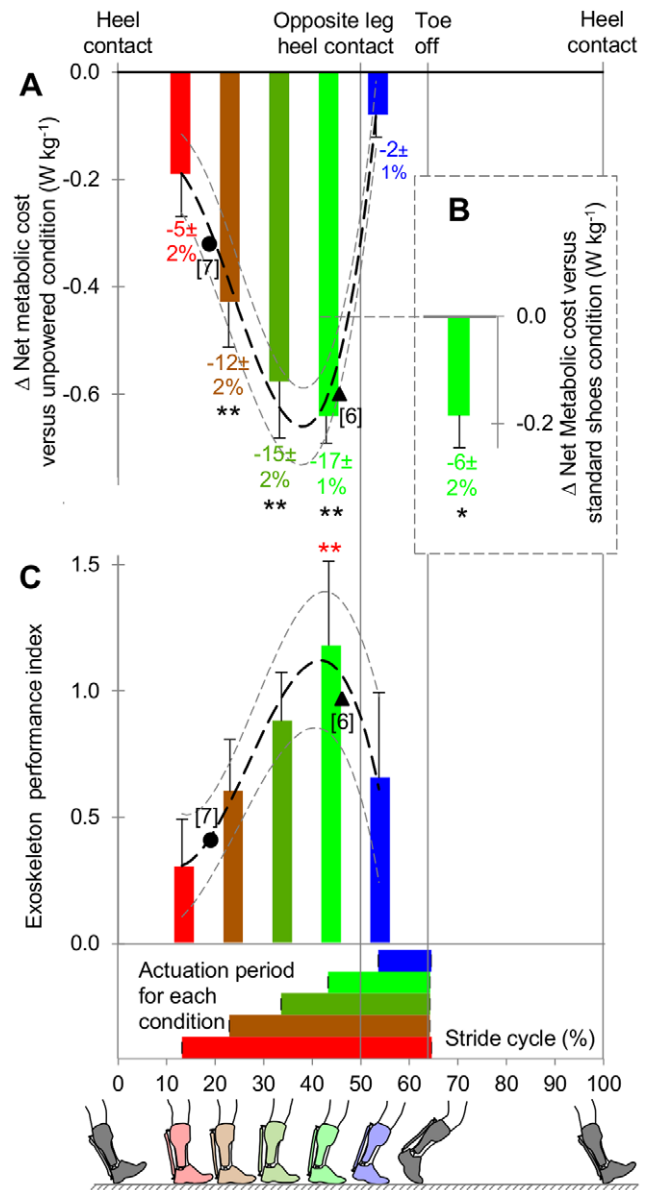 Heel
contact
Opposite leg
heel contact
Toe
off
Heel
contact
A
0.0
-0.2
-0.4
-0.6
Δ Net metabolic cost
versus unpowered condition (W kg-1)
-5±
2%
[7]
-12±
2%
**
-15±
2%
**
-17±
1%
**
**
[6]
-2±
1%
B
0.0
-0.2
Δ Net Metabolic cost versus
standard shoes condition (W kg-1)
-6±
2%
*
C
1.5
1.0
0.5
0.0
Exoskeleton performance index
[7]
[6]
Actuation period
for each
condition
Stride cycle (%)
0 10 20 30 40 50 60 70 80 90 100